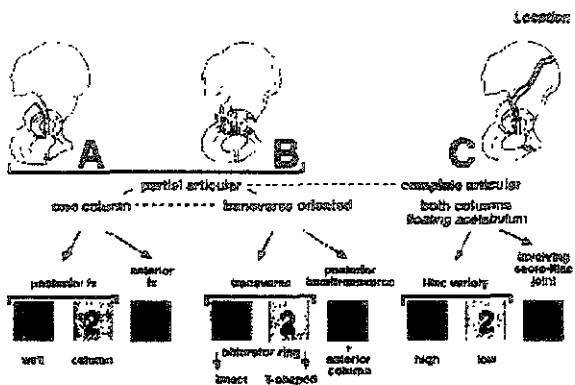 Location
A B C
partial articular complete articular
one column transverse oriented both columns
floating acetabulum
posterior fx anterior fx transverse posterior iliac variety high involving sacro-iliac joint
2 2 2
wall column anterior column high low
obturator ring
intact T-shaped